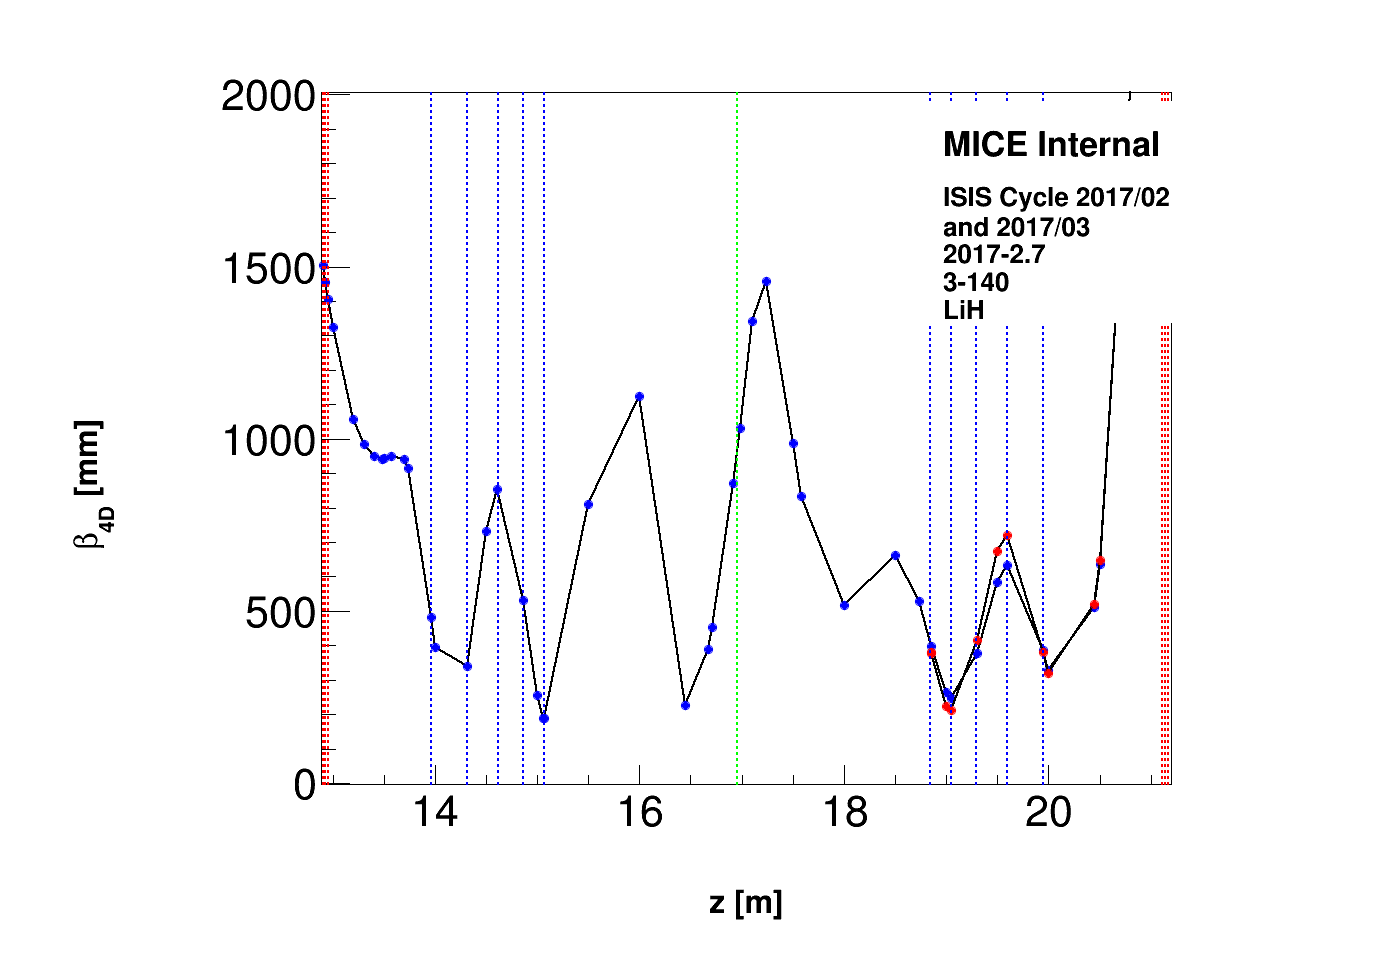 2000
1500
1000
500
0
β4D [mm]
14 16 18 20
z [m]
MICE Internal
ISIS Cycle 2017/02
and 2017/03
2017-2.7
3-140
LiH